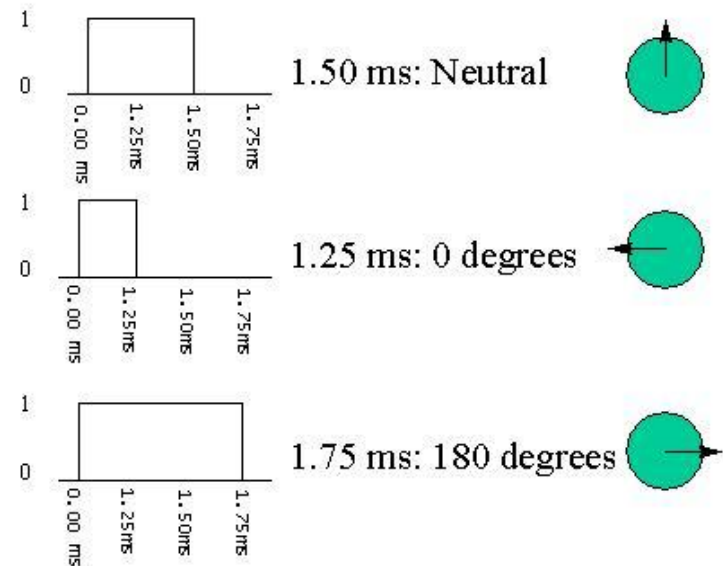 1
0
0.00 ms
1.25ms
1.50ms
1.75ms
1.50 ms: Neutral
1
0
0.00 ms
1.25ms
1.50ms
1.75ms
1.25 ms: 0 degrees
1
0
0.00 ms
1.25ms
1.50ms
1.75ms
1.75 ms: 180 degrees